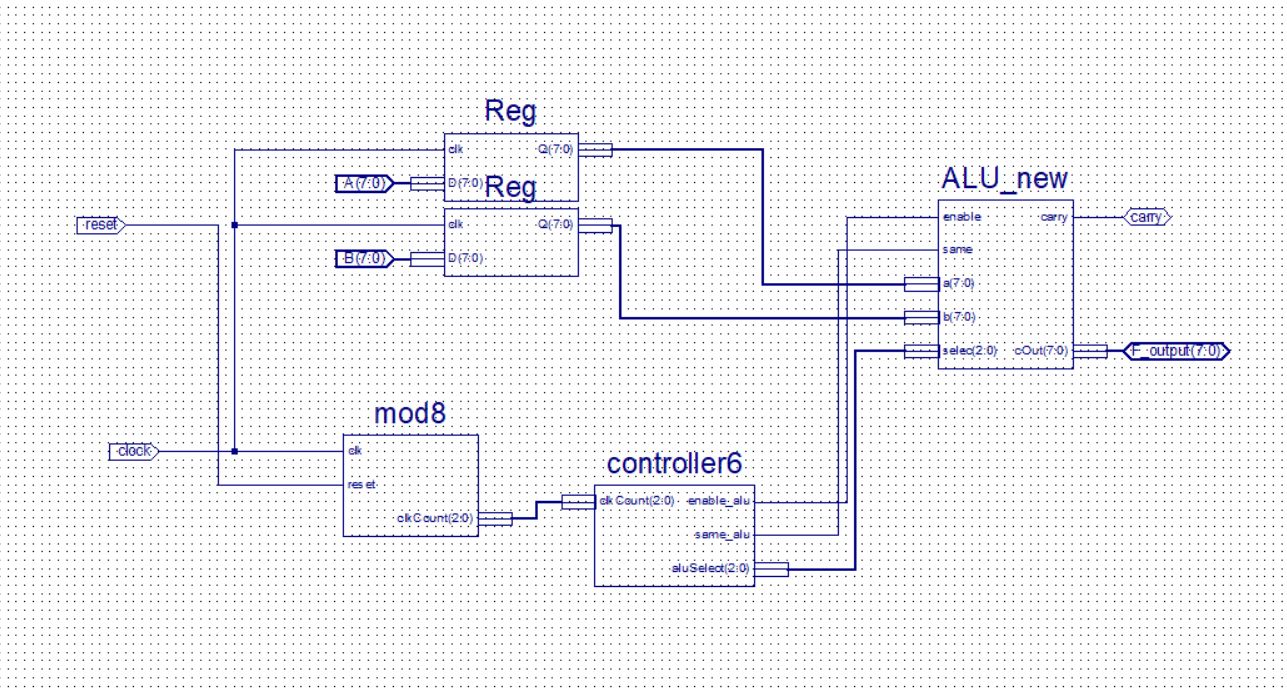 Reg
clk Q(7:0)
A(7:0) D(7:0)
Reg
clk Q(7:0)
B(7:0) D(7:0)
reset
ALU_new
enable carry carry
same
a(7:0)
b(7:0)
selec(2:0) cOut(7:0) F_output(7:0)
mod8
clock clk
reset
clkCount(2:0)
controller6
clkCount(2:0) enable_alu
same_alu
aluSelect(2:0)